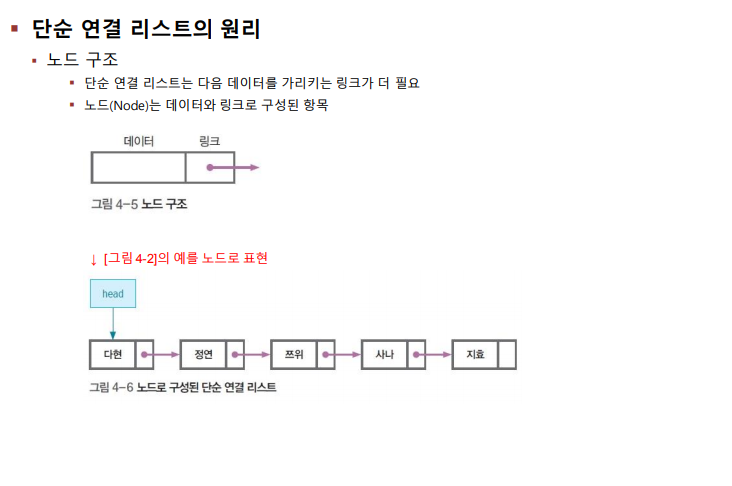 단순 연결 리스트의 원리
노드 구조
단순 연결 리스트는 다음 데이터를 가리키는 링크가 더 필요
노드(Node)는 데이터와 링크로 구성된 항목
데이터 링크
그림 4-5 노드 구조
↓ [그림 4-2]의 예를 노드로 표현
head
다현 정연 쯔위 사나 지효
그림 4-6 노드로 구성된 단순 연결 리스트